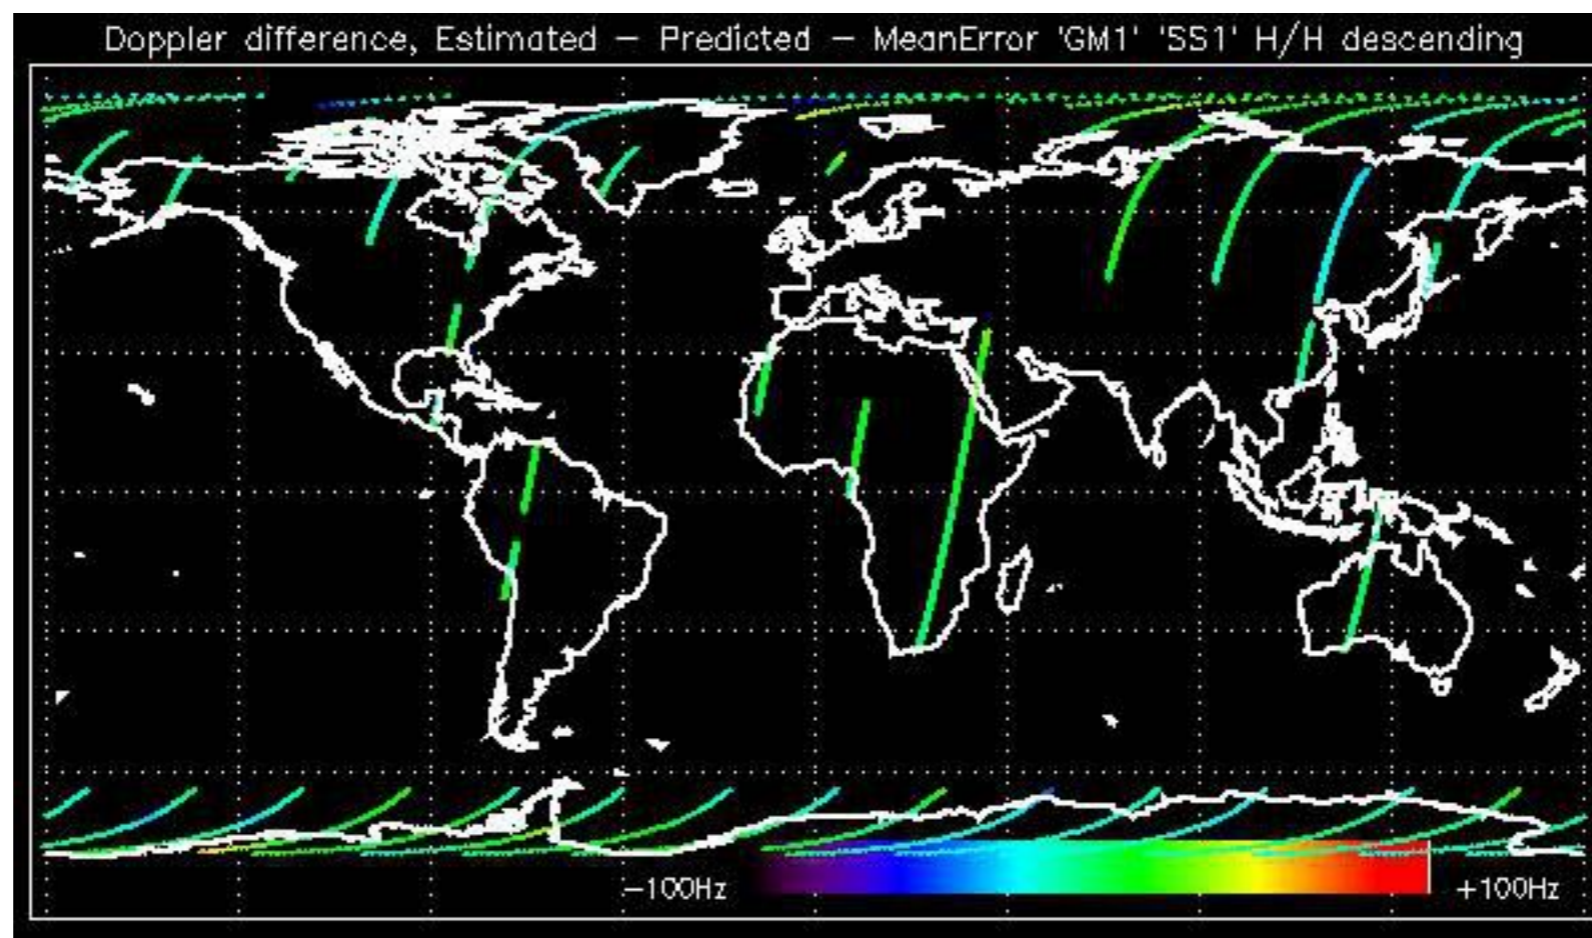 Doppler difference, Estimated - Predicted - MeanError 'GM1' 'SS1' H/H descending
-100Hz +100Hz